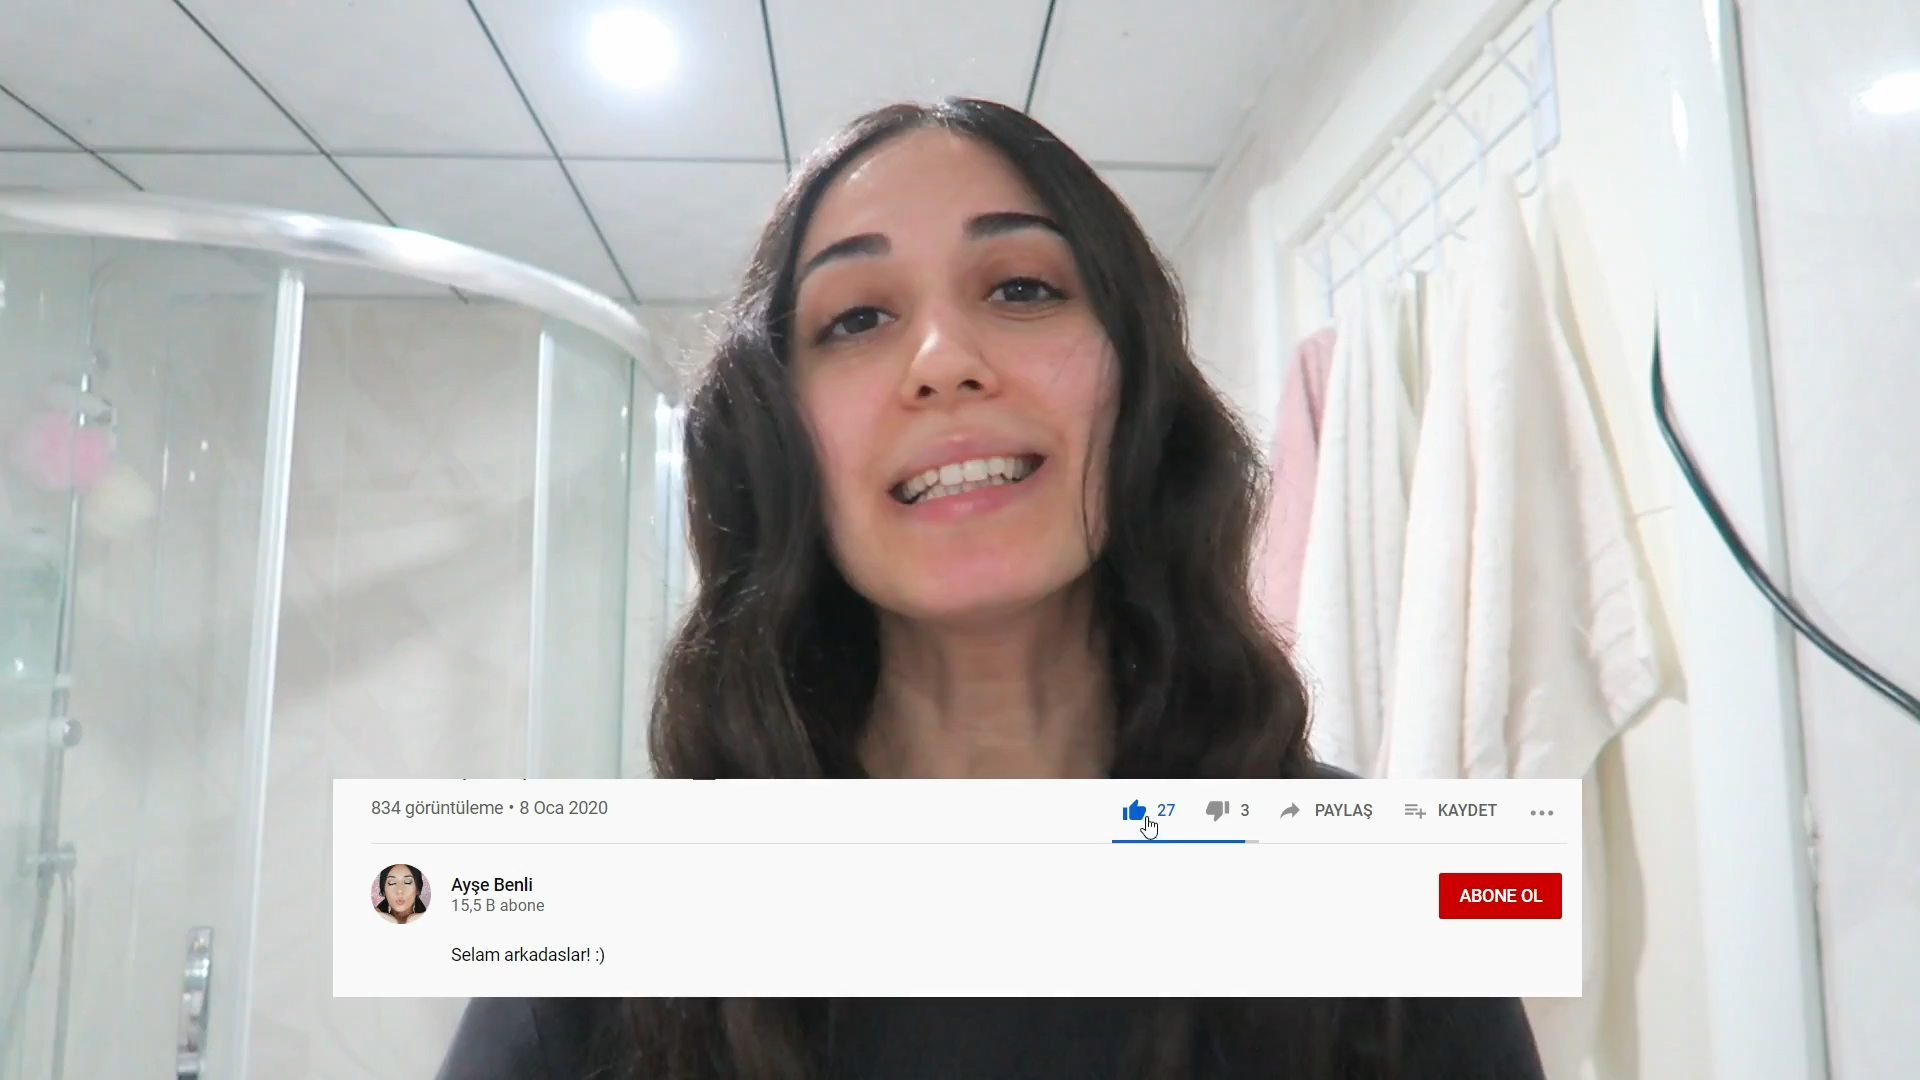 834 görüntüleme • 8 Oca 2020
27
3
PAYLAŞ
KAYDET
Ayşe Benli
15,5 B abone
ABONE OL
Selam arkadaslar! :)